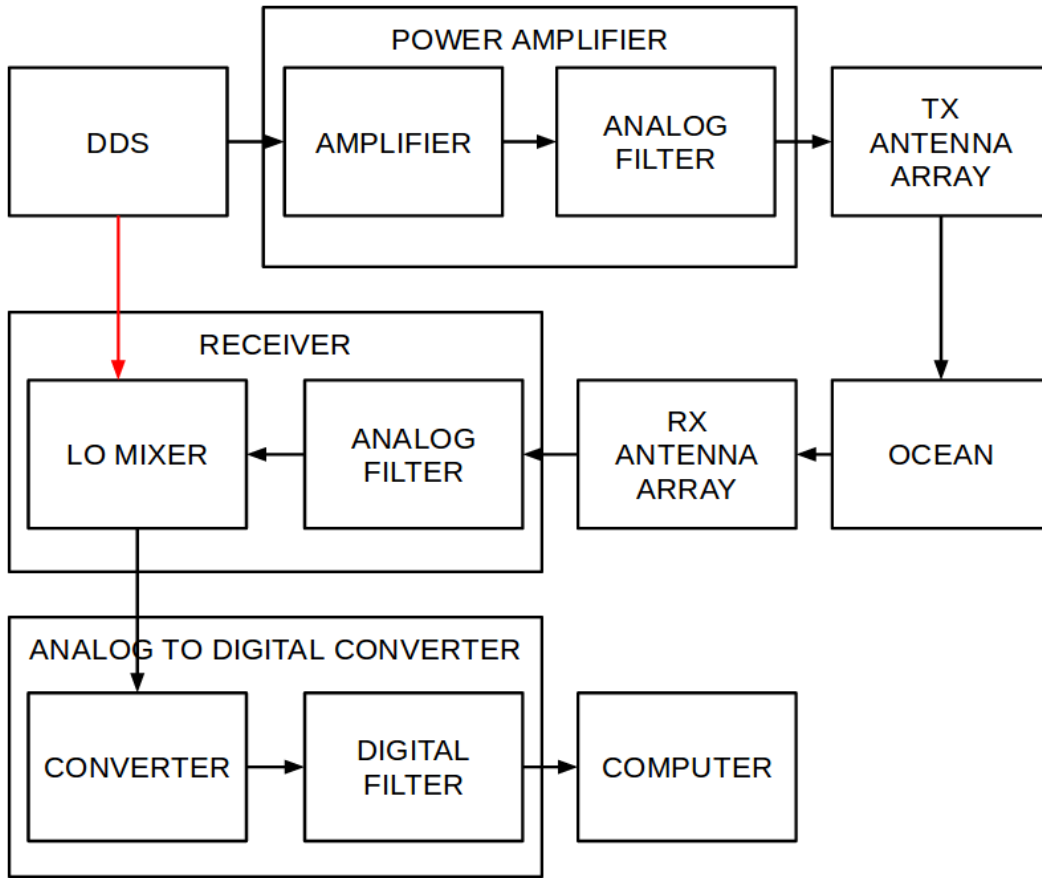 POWER AMPLIFIER
DDS
AMPLIFIER
ANALOG
FILTER
TX
ANTENNA
ARRAY
RECEIVER
LO MIXER
ANALOG
FILTER
RX
ANTENNA
ARRAY
OCEAN
ANALOG TO DIGITAL CONVERTER
CONVERTER
DIGITAL
FILTER
COMPUTER